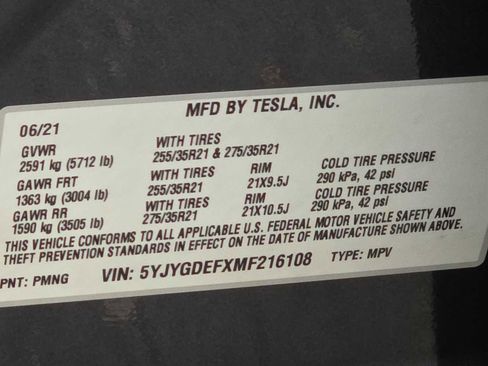 MFD BY TESLA, INC.
06/21
GVWR WITH TIRES
2591 kg (5712 lb) 255/35R21 & 275/35R21
GAWR FRT WITH TIRES RIM COLD TIRE PRESSURE
1363 kg (3004 lb) 255/35R21 21X9.5J 290 kPa, 42 psi
GAWR RR WITH TIRES RIM COLD TIRE PRESSURE
1590 kg (3505 lb) 275/35R21 21X10.5J 290 kPa, 42 psi
THIS VEHICLE CONFORMS TO ALL APPLICABLE U.S. FEDERAL MOTOR VEHICLE SAFETY AND
THEFT PREVENTION STANDARDS IN EFFECT ON THE DATE OF MANUFACTURE SHOWN ABOVE.
PNT: PMNG VIN: 5YJYGDEFXMF216108 TYPE: MPV